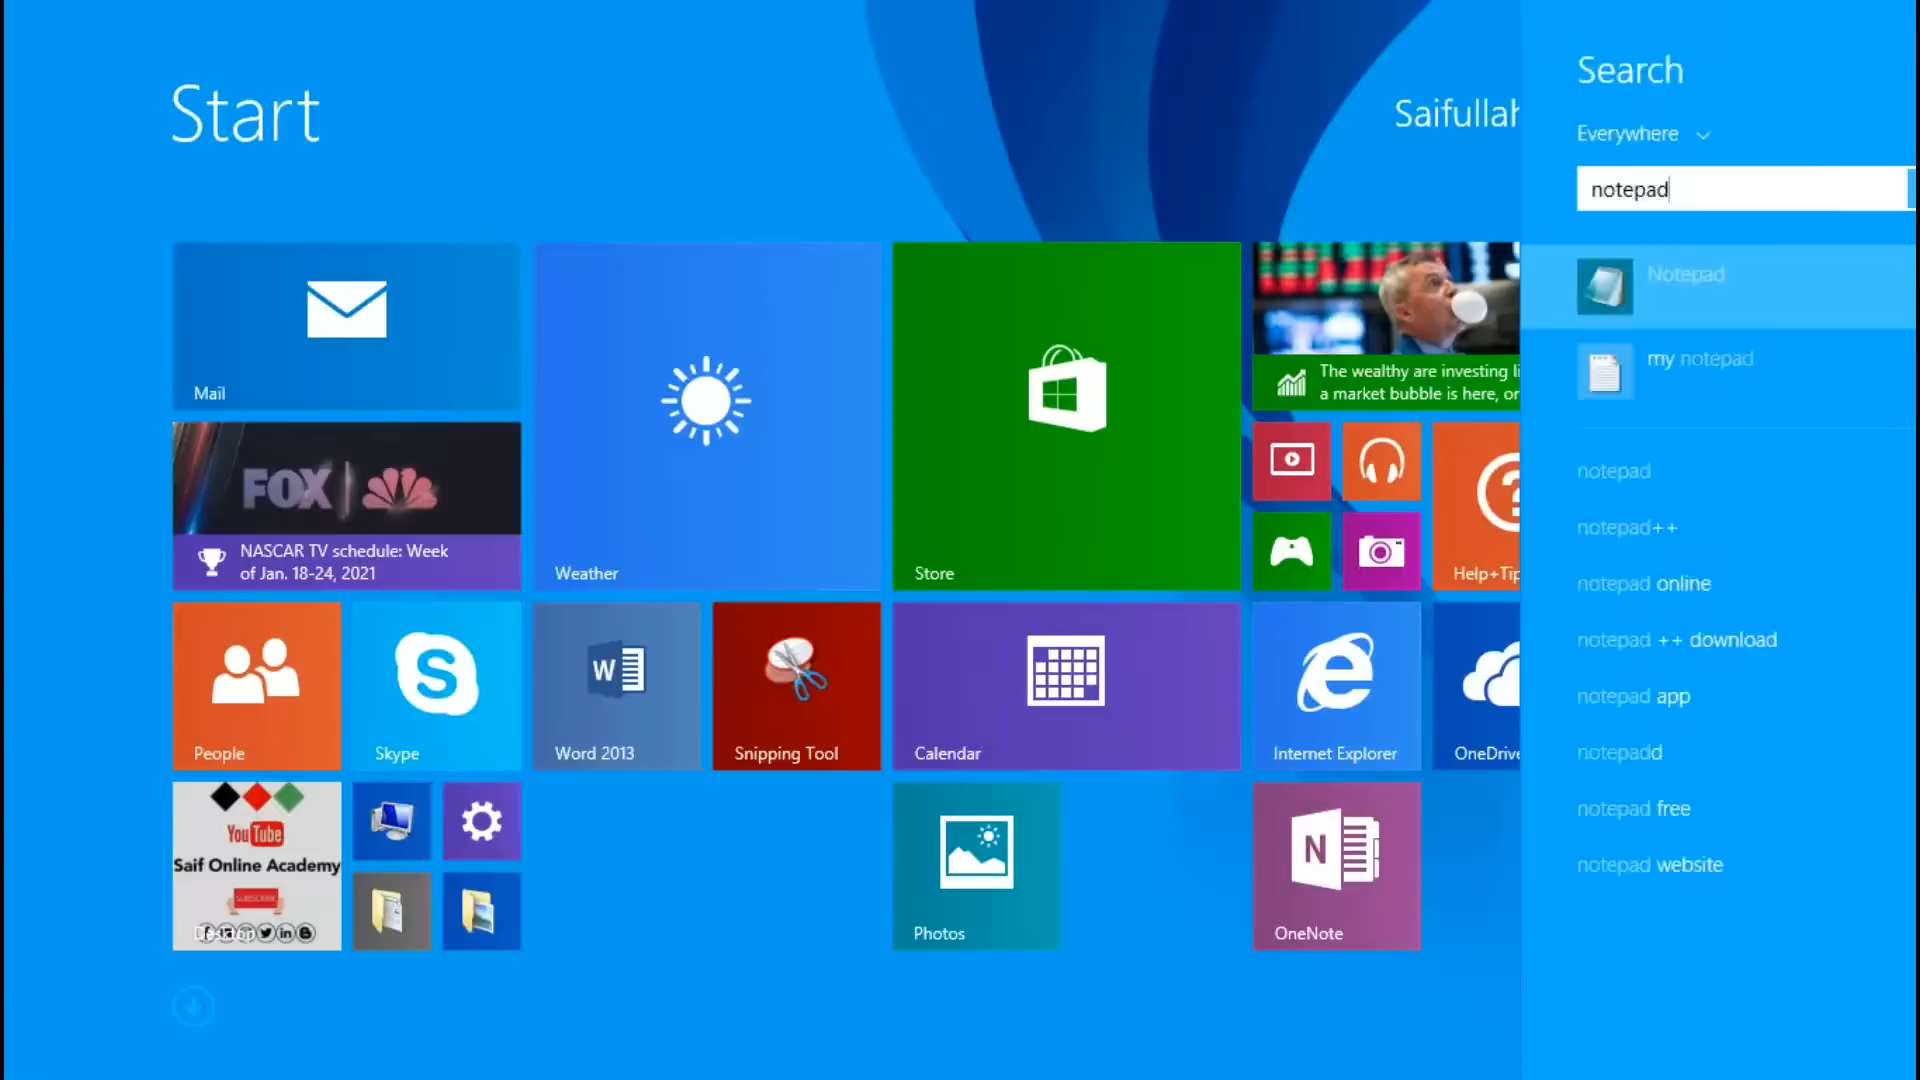 Start
Saifullah
Search
Everywhere
notepad
Notepad
my notepad
notepad
notepad++
notepad online
notepad ++ download
notepad app
notepadd
notepad free
notepad website
Mail
Weather
Store
The wealthy are investing li
a market bubble is here, or
FOX
NASCAR TV schedule: Week
of Jan. 18-24, 2021
Help+Tip
People
Skype
W
Word 2013
Snipping Tool
Calendar
Internet Explorer
OneDrive
YouTube
Saif Online Academy
SUBSCRIBE
Desktop
Photos
N
OneNote